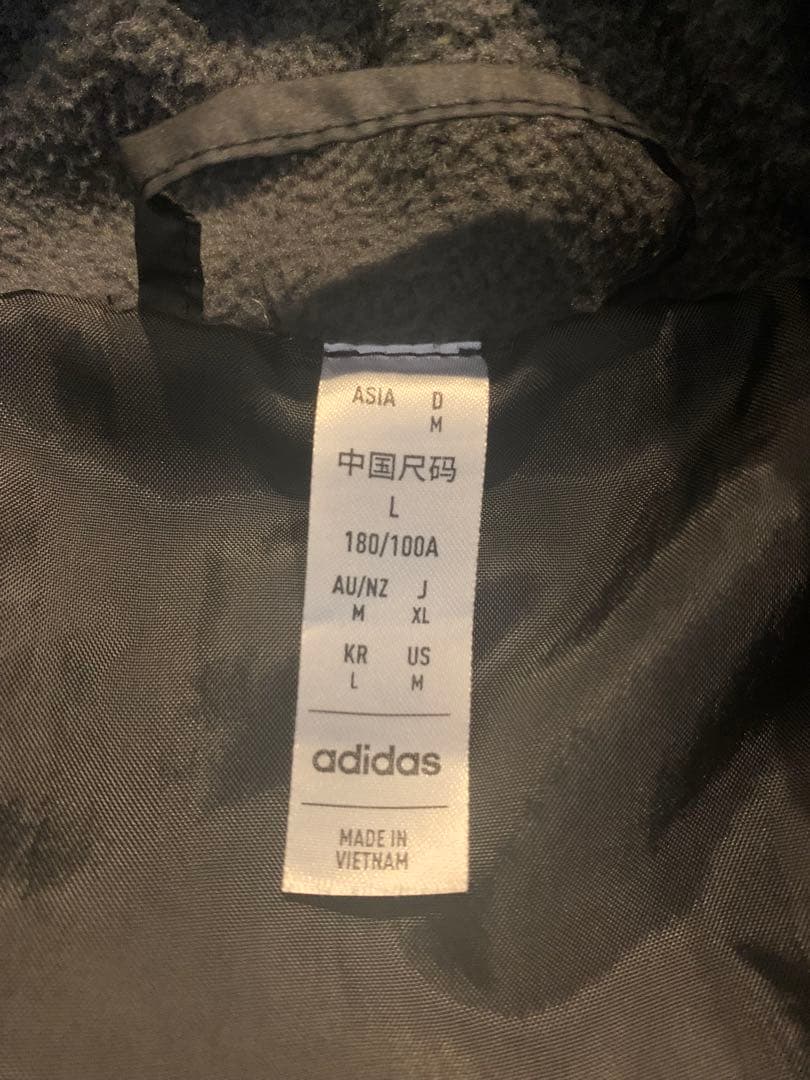 ASIA D
M
中国尺码
L
180/100A
AU/NZ J
M XL
KR US
L M
adidas
MADE IN
VIETNAM